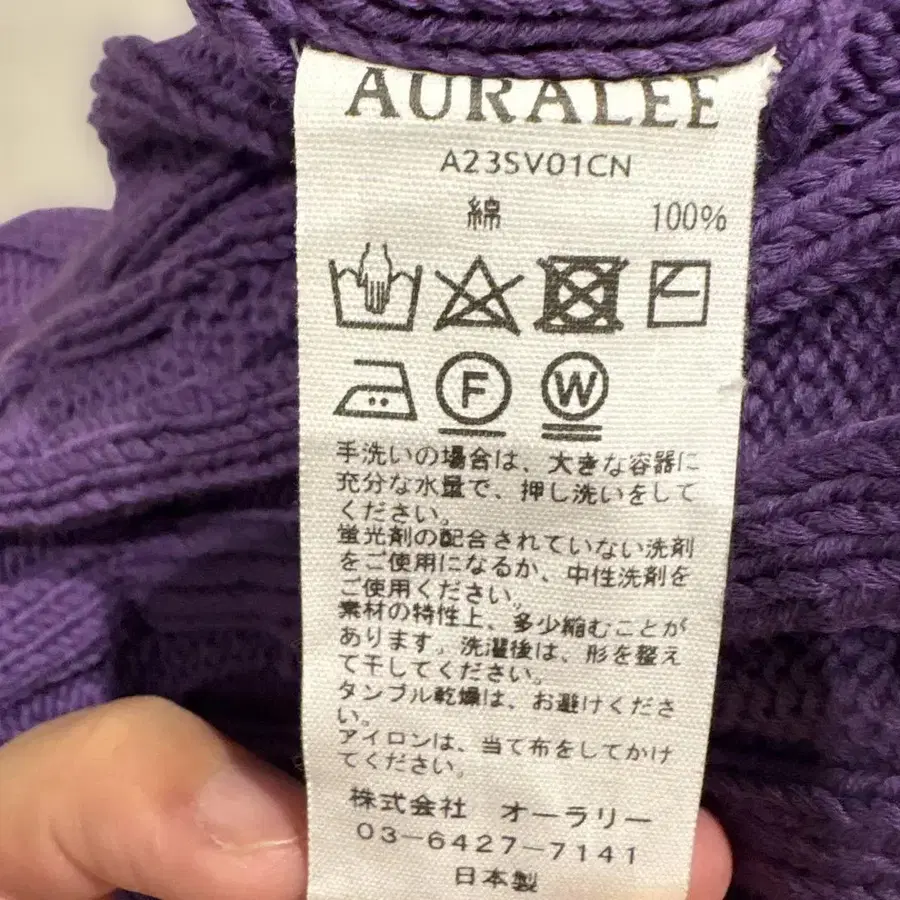 AURALEE
A23SV01CN
綿 100%
F W
手洗いの場合は、大きな容器に
充分な水量で、押し洗いをして
ください。
蛍光剤の配合されていない洗剤
をご使用になるか、中性洗剤を
ご使用ください。
素材の特性上、多少縮むことが
あります。洗濯後は、形を整え
て干してください。
タンブル乾燥は、お避けくださ
い。
アイロンは、当て布をしてかけ
てください。
株式会社 オーラリー
03-6427-7141
日本製